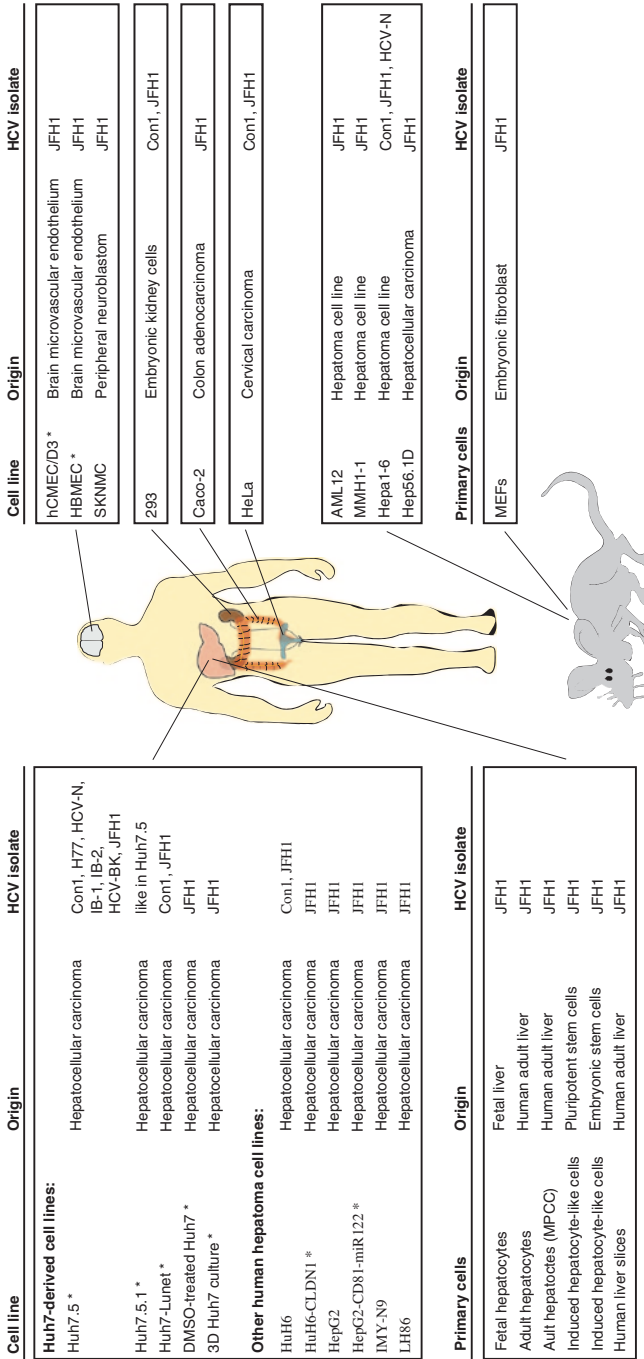 Cell line Origin HCV isolate
Huh7-derived cell lines:
Huh7.5 * Hepatocellular carcinoma Con1, H77, HCV-N,
IB-1, IB-2,
HCV-BK, JFH1
Huh7.5.1 * Hepatocellular carcinoma like in Huh7.5
Huh7-Lunet * Hepatocellular carcinoma Con1, JFH1
DMSO-treated Huh7 * Hepatocellular carcinoma JFH1
3D Huh7 culture * Hepatocellular carcinoma JFH1
Other human hepatoma cell lines:
HuH6 Hepatocellular carcinoma Con1, JFH1
HuH6-CLDN1 * Hepatocellular carcinoma JFH1
HepG2 Hepatocellular carcinoma JFH1
HepG2-CD81-miR122 * Hepatocellular carcinoma JFH1
IMY-N9 Hepatocellular carcinoma JFH1
LH86 Hepatocellular carcinoma JFH1
Primary cells Origin HCV isolate
Fetal hepatocytes Fetal liver JFH1
Adult hepatocytes Human adult liver JFH1
Ault hepatoctes (MPCC) Human adult liver JFH1
Induced hepatocyte-like cells Pluripotent stem cells JFH1
Induced hepatocyte-like cells Embryonic stem cells JFH1
Human liver slices Human adult liver JFH1
Cell line Origin HCV isolate
hCMEC/D3 * Brain microvascular endothelium JFH1
HBMEC * Brain microvascular endothelium JFH1
SKNMC Peripheral neuroblastom JFH1
293 Embryonic kidney cells Con1, JFH1
Caco-2 Colon adenocarcinoma JFH1
HeLa Cervical carcinoma Con1, JFH1
AML12 Hepatoma cell line JFH1
MMH1-1 Hepatoma cell line JFH1
Hepa1-6 Hepatoma cell line Con1, JFH1, HCV-N
Hep56.1D Hepatocellular carcinoma JFH1
Primary cells Origin HCV isolate
MEFs Embryonic fibroblast JFH1